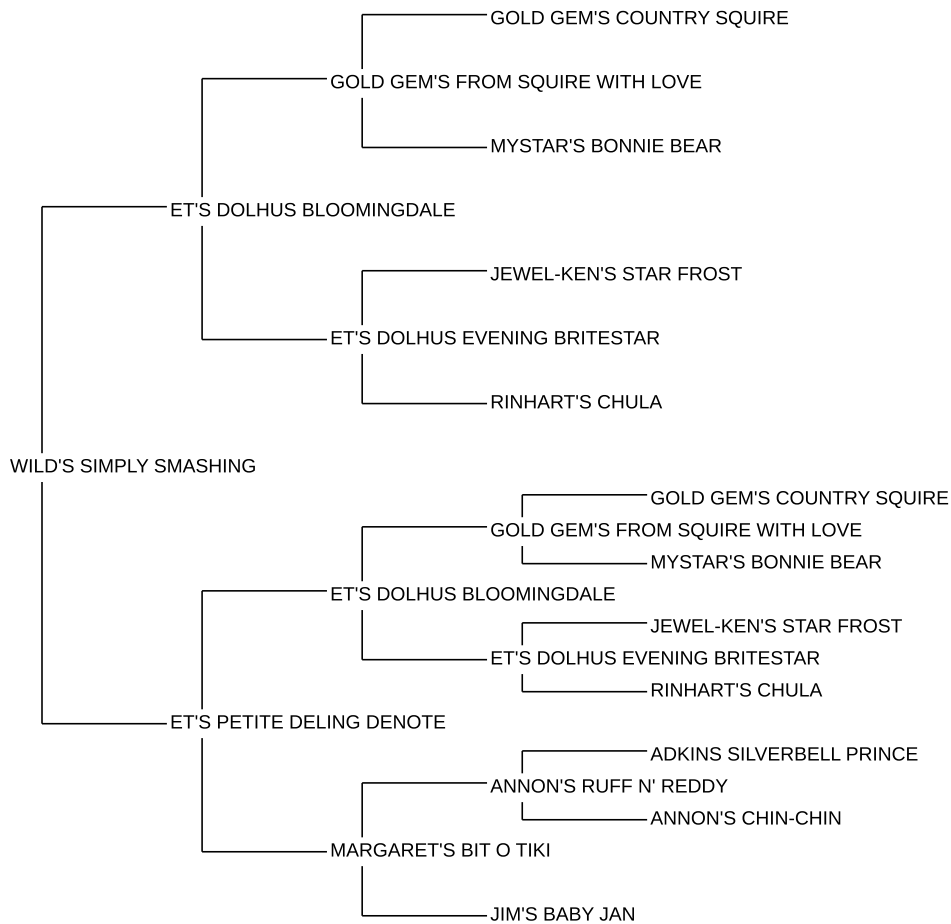 GOLD GEM'S COUNTRY SQUIRE
GOLD GEM'S FROM SQUIRE WITH LOVE
MYSTAR'S BONNIE BEAR
ET'S DOLHUS BLOOMINGDALE
JEWEL-KEN'S STAR FROST
ET'S DOLHUS EVENING BRITESTAR
RINHART'S CHULA
WILD'S SIMPLY SMASHING
GOLD GEM'S COUNTRY SQUIRE
GOLD GEM'S FROM SQUIRE WITH LOVE
MYSTAR'S BONNIE BEAR
ET'S DOLHUS BLOOMINGDALE
JEWEL-KEN'S STAR FROST
ET'S DOLHUS EVENING BRITESTAR
RINHART'S CHULA
ET'S PETITE DELING DENOTE
ADKINS SILVERBELL PRINCE
ANNON'S RUFF N' REDDY
ANNON'S CHIN-CHIN
MARGARET'S BIT O TIKI
JIM'S BABY JAN